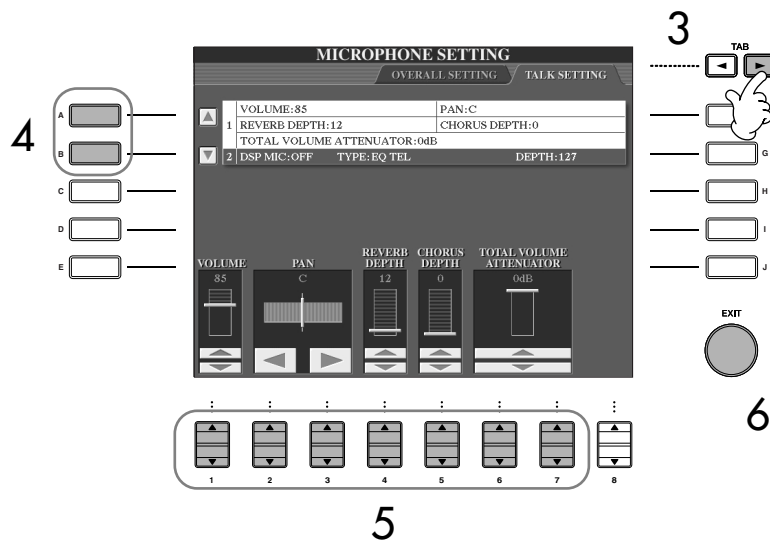 3
TAB
MICROPHONE SETTING
OVERALL SETTING TALK SETTING
4
A
B
C
D
E
1
VOLUME:85 PAN:C
REVERB DEPTH:12 CHORUS DEPTH:0
TOTAL VOLUME ATTENUATOR:0dB
2 DSP MIC:OFF TYPE:EQ TEL DEPTH:127
G
H
I
J
VOLUME PAN REVERB DEPTH CHORUS DEPTH TOTAL VOLUME ATTENUATOR
85 C 12 0 0dB
EXIT
6
1 2 3 4 5 6 7 8
5